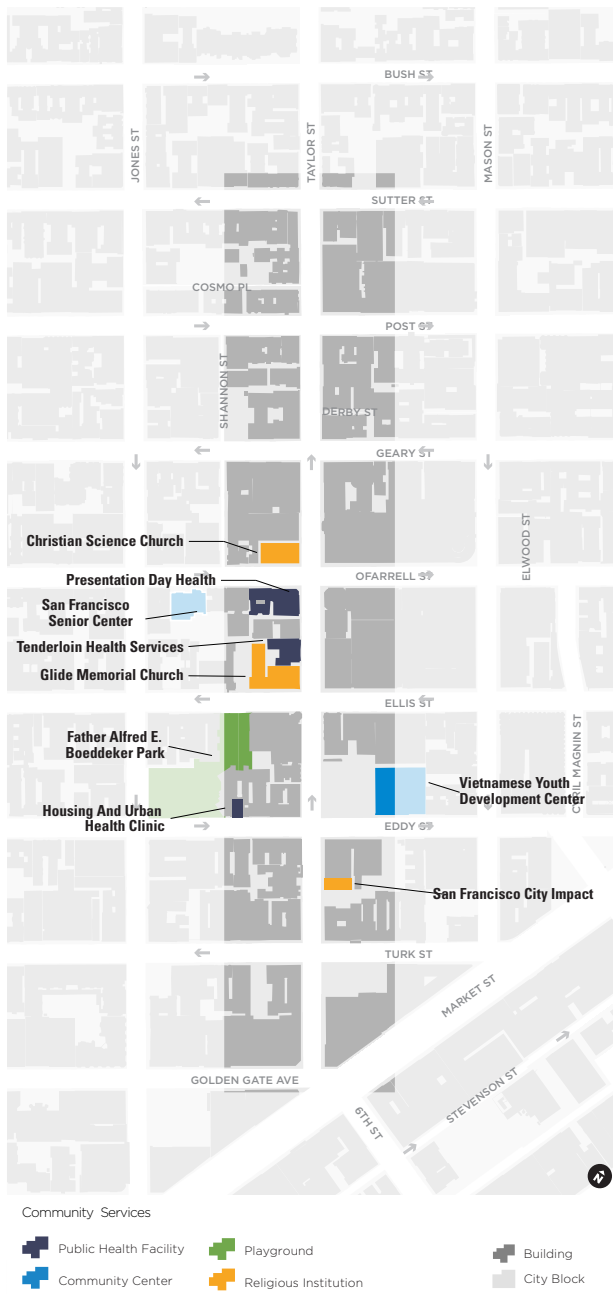 BUSH ST
JONES ST
TAYLOR ST
MASON ST
SUTTER ST
COSMO PL
POST ST
SHANNON ST
DERBY ST
GEARY ST
ELWOOD ST
Christian Science Church
OFARRELL ST
Presentation Day Health
San Francisco
Senior Center
Tenderloin Health Services
Glide Memorial Church
ELLIS ST
CYRIL MAGNIN ST
Father Alfred E.
Boeddeker Park
Vietnamese Youth
Development Center
Housing And Urban
Health Clinic
EDDY ST
San Francisco City Impact
TURK ST
MARKET ST
GOLDEN GATE AVE
STEVENSON ST
6TH ST
N
Community Services
Public Health Facility
Playground
Building
Community Center
Religious Institution
City Block